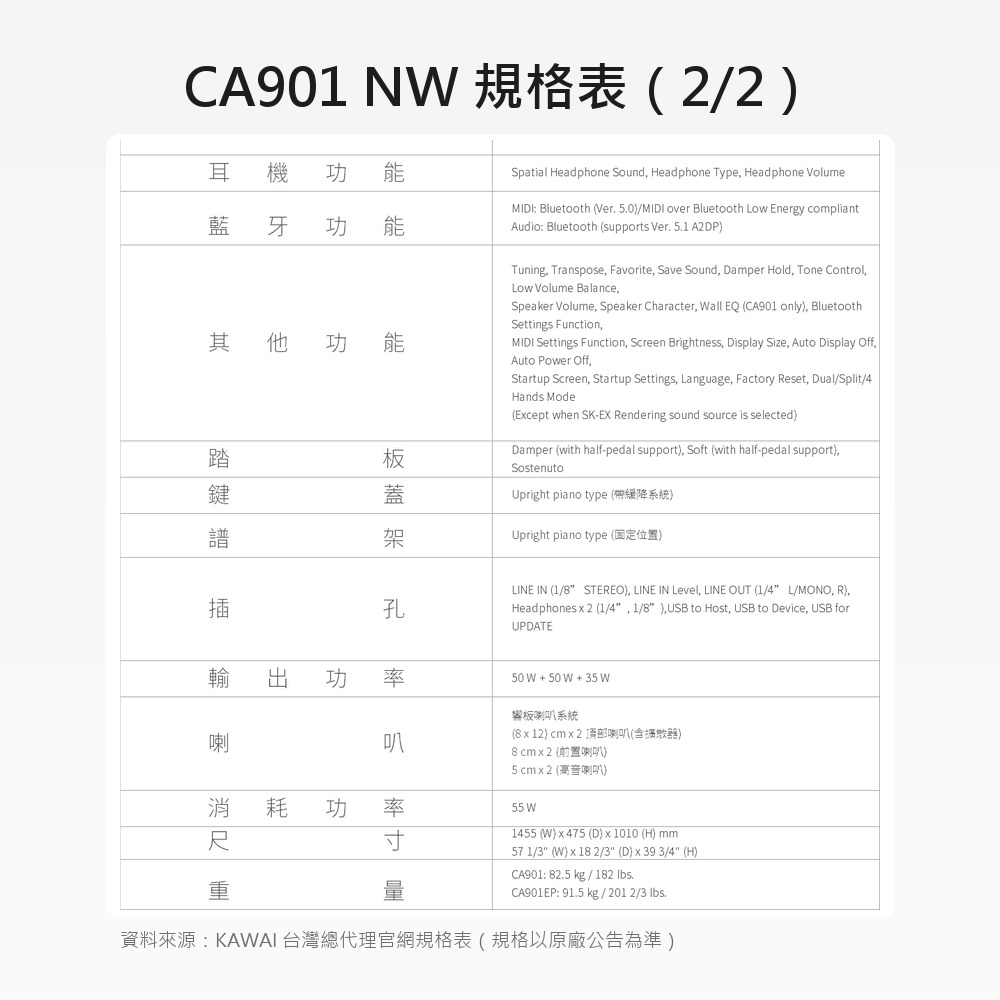 CA901 NW 規格表（2/2）
耳機功能
Spatial Headphone Sound, Headphone Type, Headphone Volume
藍牙功能
MIDI: Bluetooth (Ver. 5.0)/MIDI over Bluetooth Low Energy compliant
Audio: Bluetooth (supports Ver. 5.1 A2DP)
其他功能
Tuning, Transpose, Favorite, Save Sound, Damper Hold, Tone Control,
Low Volume Balance,
Speaker Volume, Speaker Character, Wall EQ (CA901 only), Bluetooth
Settings Function,
MIDI Settings Function, Screen Brightness, Display Size, Auto Display Off,
Auto Power Off,
Startup Screen, Startup Settings, Language, Factory Reset, Dual/Split/4
Hands Mode
(Except when SK-EX Rendering sound source is selected)
踏板
Damper (with half-pedal support), Soft (with half-pedal support),
Sostenuto
鍵蓋
Upright piano type (帶緩降系統)
譜架
Upright piano type (固定位置)
插孔
LINE IN (1/8” STEREO), LINE IN Level, LINE OUT (1/4” L/MONO, R),
Headphones x 2 (1/4”, 1/8”),USB to Host, USB to Device, USB for
UPDATE
輸出功率
50 W + 50 W + 35 W
喇叭
響板喇叭系統
(8 x 12) cm x 2 頂部喇叭(含擴散器)
8 cm x 2 (前置喇叭)
5 cm x 2 (高音喇叭)
消耗功率
55 W
尺寸
1455 (W) x 475 (D) x 1010 (H) mm
57 1/3" (W) x 18 2/3" (D) x 39 3/4" (H)
重量
CA901: 82.5 kg / 182 lbs.
CA901EP: 91.5 kg / 201 2/3 lbs.
資料來源：KAWAI 台灣總代理官網規格表（規格以原廠公告為準）